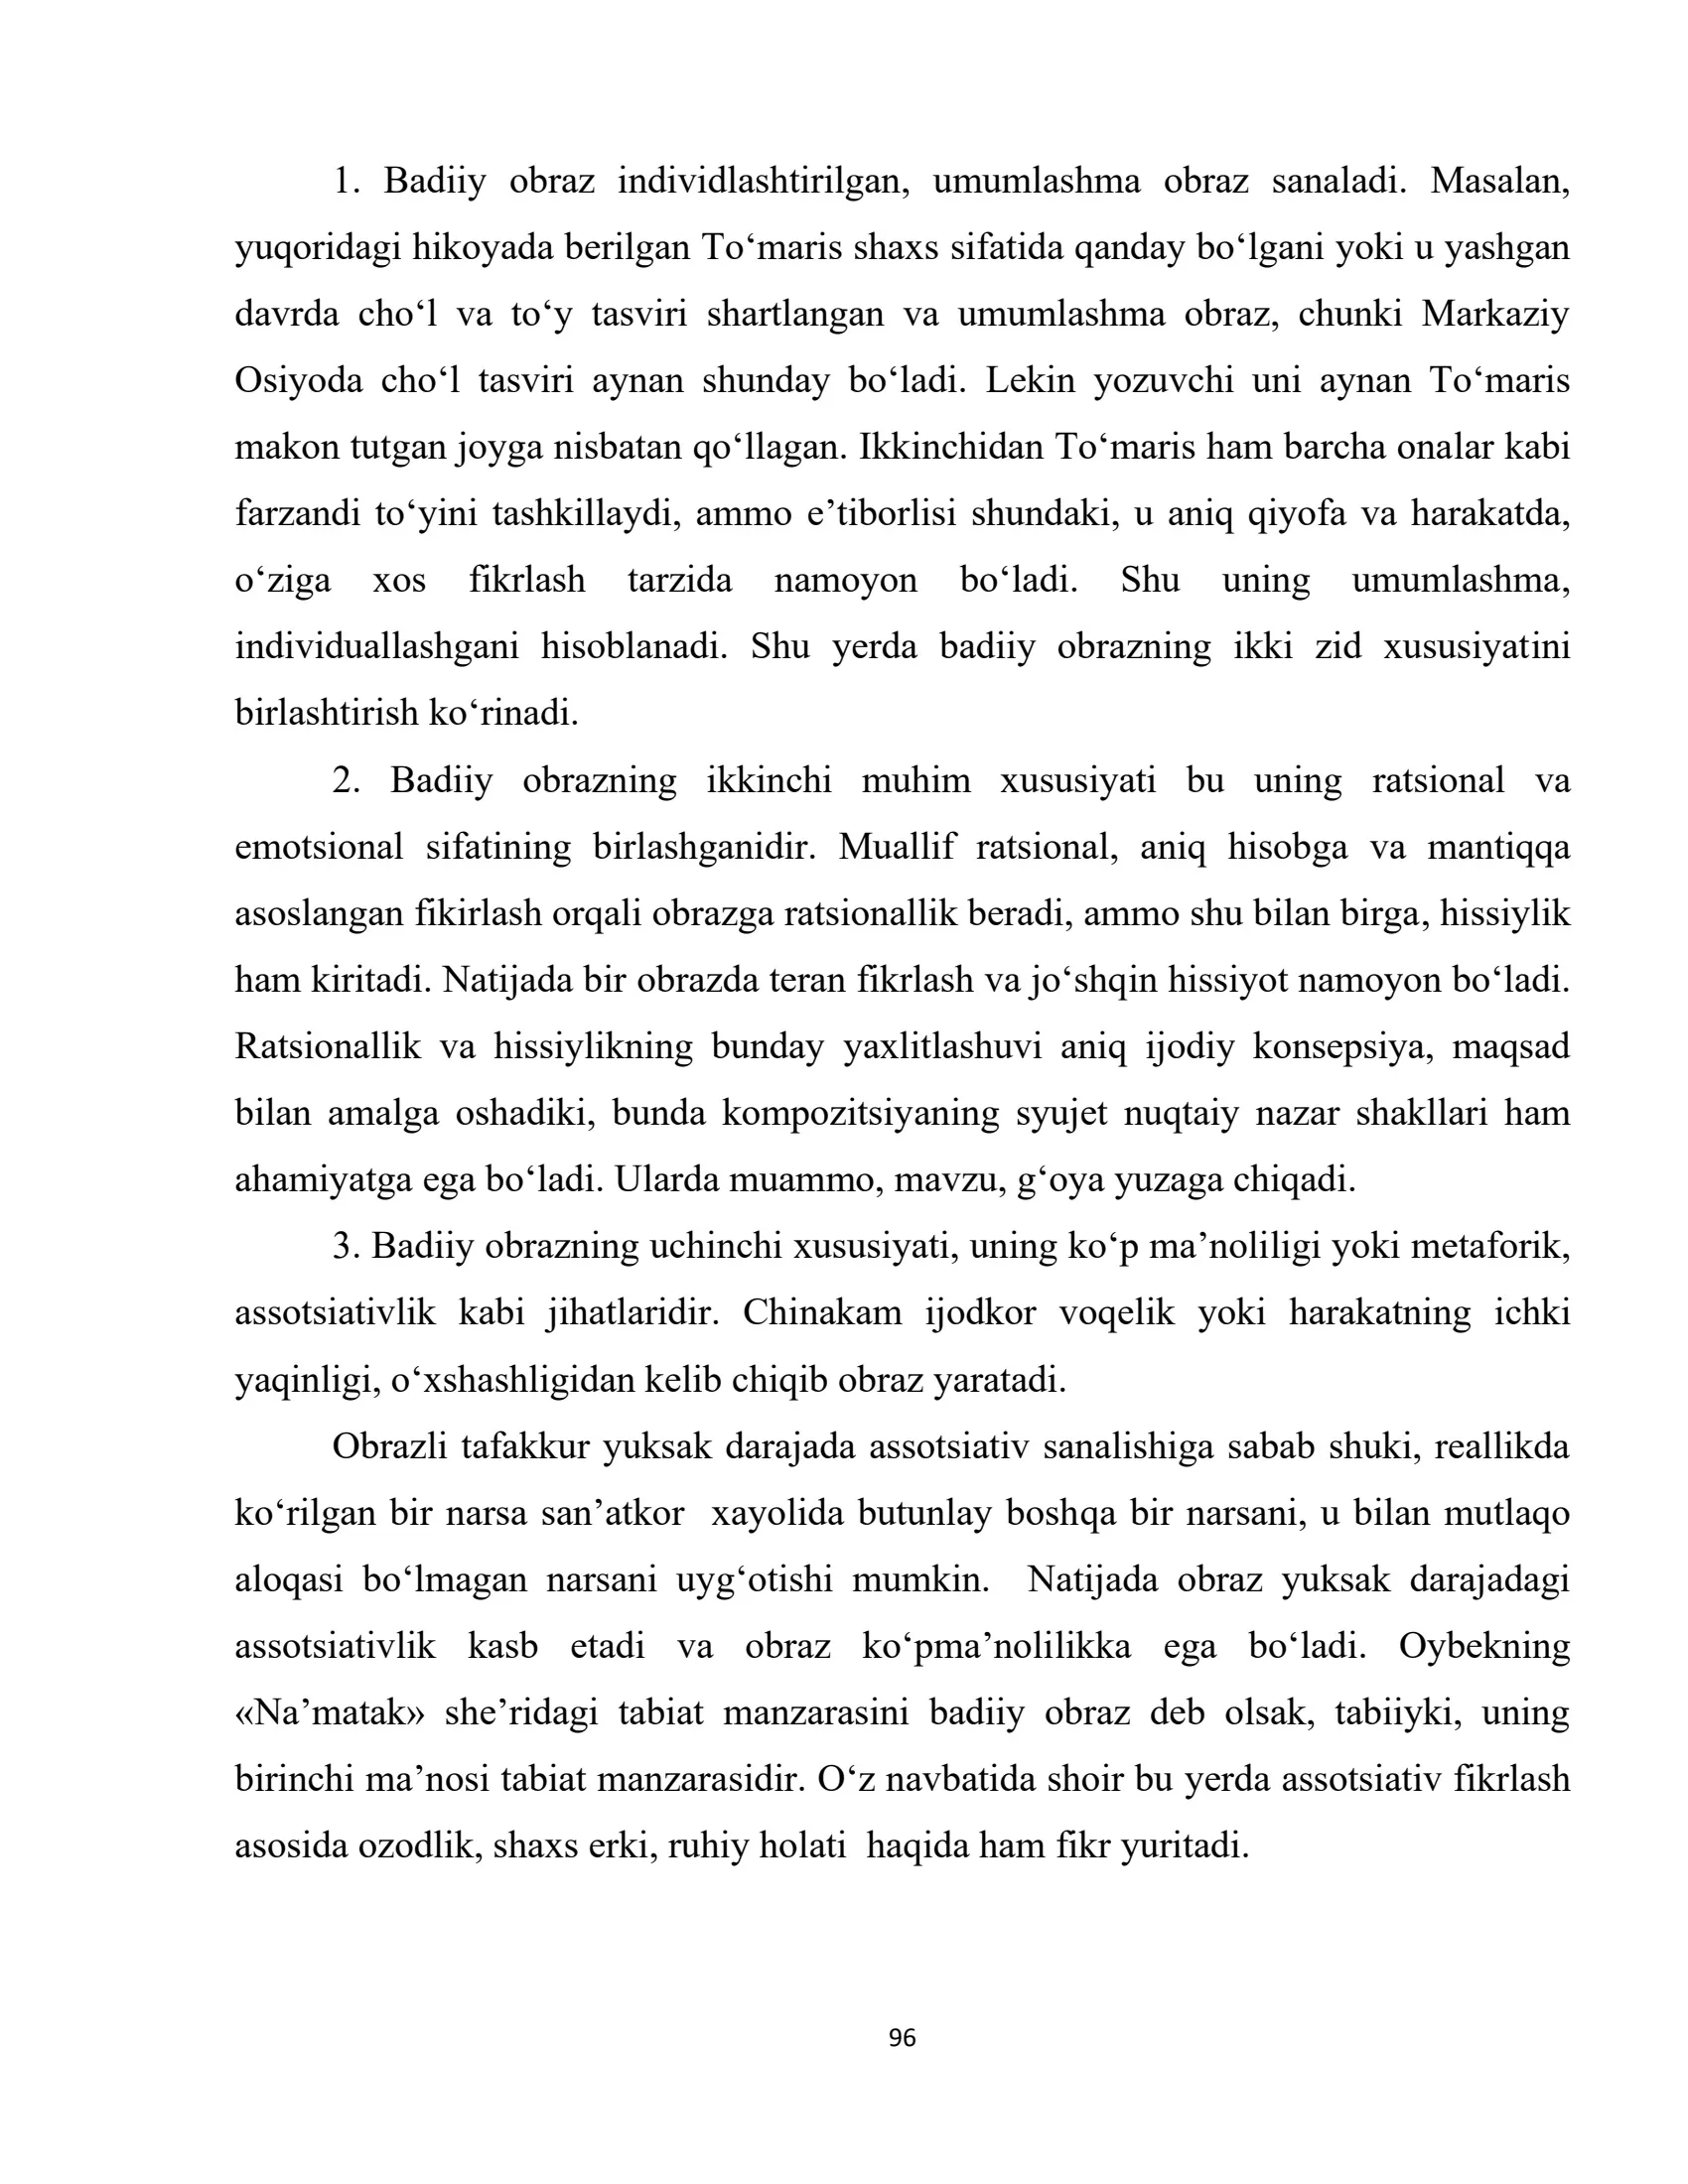 1. Badiiy obraz individlashtirilgan, umumlashma obraz sanaladi. Masalan,
yuqoridagi hikoyada berilgan To‘maris shaxs sifatida qanday bo‘lgani yoki u yashgan
davrda cho‘l va to‘y tasviri shartlangan va umumlashma obraz, chunki Markaziy
Osiyoda cho‘l tasviri aynan shunday bo‘ladi. Lekin yozuvchi uni aynan To‘maris
makon tutgan joyga nisbatan qo‘llagan. Ikkinchidan To‘maris ham barcha onalar kabi
farzandi to‘yini tashkillaydi, ammo e’tiborlisi shundaki, u aniq qiyofa va harakatda,
o‘ziga xos fikrlash tarzida namoyon bo‘ladi. Shu uning umumlashma,
individuallashgani hisoblanadi. Shu yerda badiiy obrazning ikki zid xususiyatini
birlashtirish ko‘rinadi.
2. Badiiy obrazning ikkinchi muhim xususiyati bu uning ratsional va
emotsional sifatining birlashganidir. Muallif ratsional, aniq hisobga va mantiqqa
asoslangan fikirlash orqali obrazga ratsionallik beradi, ammo shu bilan birga, hissiylik
ham kiritadi. Natijada bir obrazda teran fikrlash va jo‘shqin hissiyot namoyon bo‘ladi.
Ratsionallik va hissiylikning bunday yaxlitlashuvi aniq ijodiy konsepsiya, maqsad
bilan amalga oshadiki, bunda kompozitsiyaning syujet nuqtaiy nazar shakllari ham
ahamiyatga ega bo‘ladi. Ularda muammo, mavzu, g‘oya yuzaga chiqadi.
3. Badiiy obrazning uchinchi xususiyati, uning ko‘p ma’noliligi yoki metaforik,
assotsiativlik kabi jihatlaridir. Chinakam ijodkor voqelik yoki harakatning ichki
yaqinligi, o‘xshashligidan kelib chiqib obraz yaratadi.
Obrazli tafakkur yuksak darajada assotsiativ sanalishiga sabab shuki, reallikda
ko‘rilgan bir narsa san’atkor  xayolida butunlay boshqa bir narsani, u bilan mutlaqo
aloqasi bo‘lmagan narsani uyg‘otishi mumkin.  Natijada obraz yuksak darajadagi
assotsiativlik kasb etadi va obraz ko‘pma’nolilikka ega bo‘ladi. Oybekning
«Na’matak» she’ridagi tabiat manzarasini badiiy obraz deb olsak, tabiiyki, uning
birinchi ma’nosi tabiat manzarasidir. O‘z navbatida shoir bu yerda assotsiativ fikrlash
asosida ozodlik, shaxs erki, ruhiy holati  haqida ham fikr yuritadi.
96